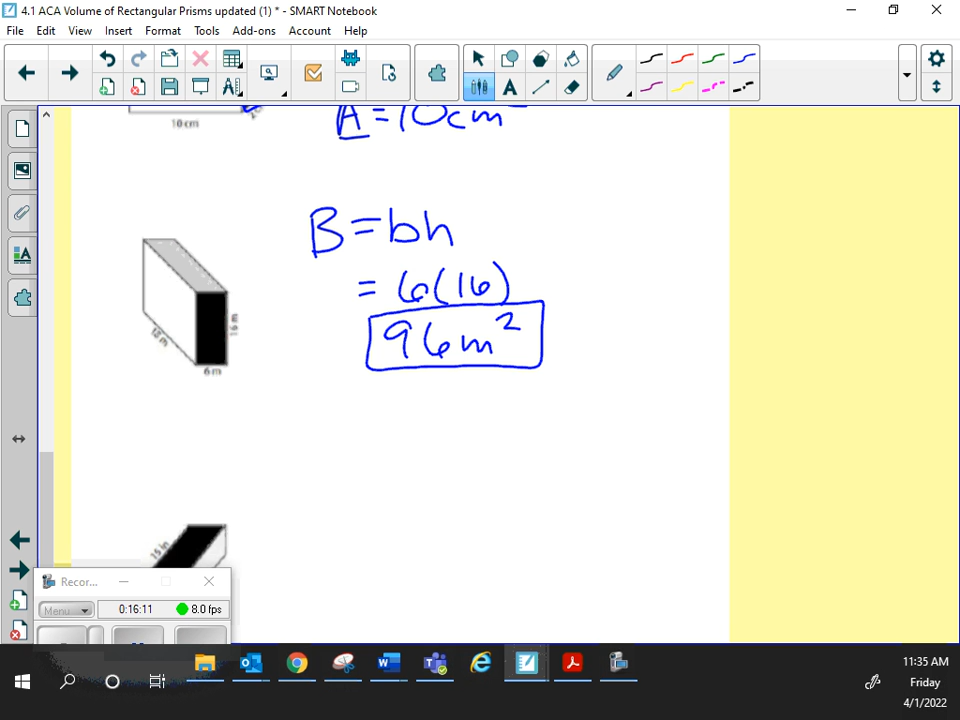 4.1 ACA Volume of Rectangular Prisms updated (1) * - SMART Notebook
File Edit View Insert Format Tools Add-ons Account Help
10 cm
A = 10cm
B = bh
= 6(16)
96m²
16 m
6 m
15 in
Recor...
Menu
0:16:11
8.0 fps
11:35 AM
Friday
4/1/2022